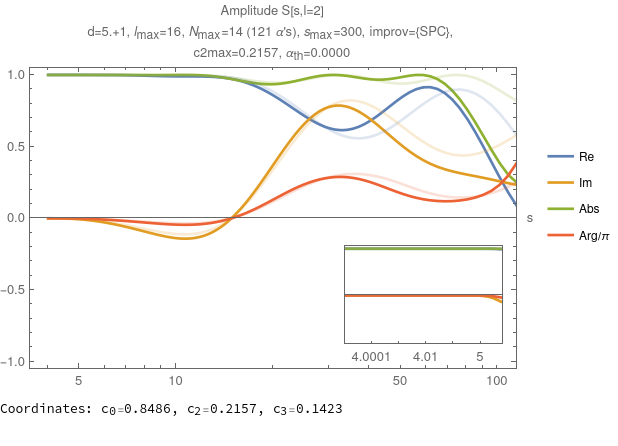 Amplitude S[s,l=2]
d=5.+1, lmax=16, Nmax=14 (121 α's), smax=300, improv={SPC},
c2max=0.2157, αth=0.0000
1.0
0.5
0.0
−0.5
−1.0
s
5 10 50 100
4.0001 4.01 5
Re
Im
Abs
Arg/π
Coordinates: c0=0.8486, c2=0.2157, c3=0.1423